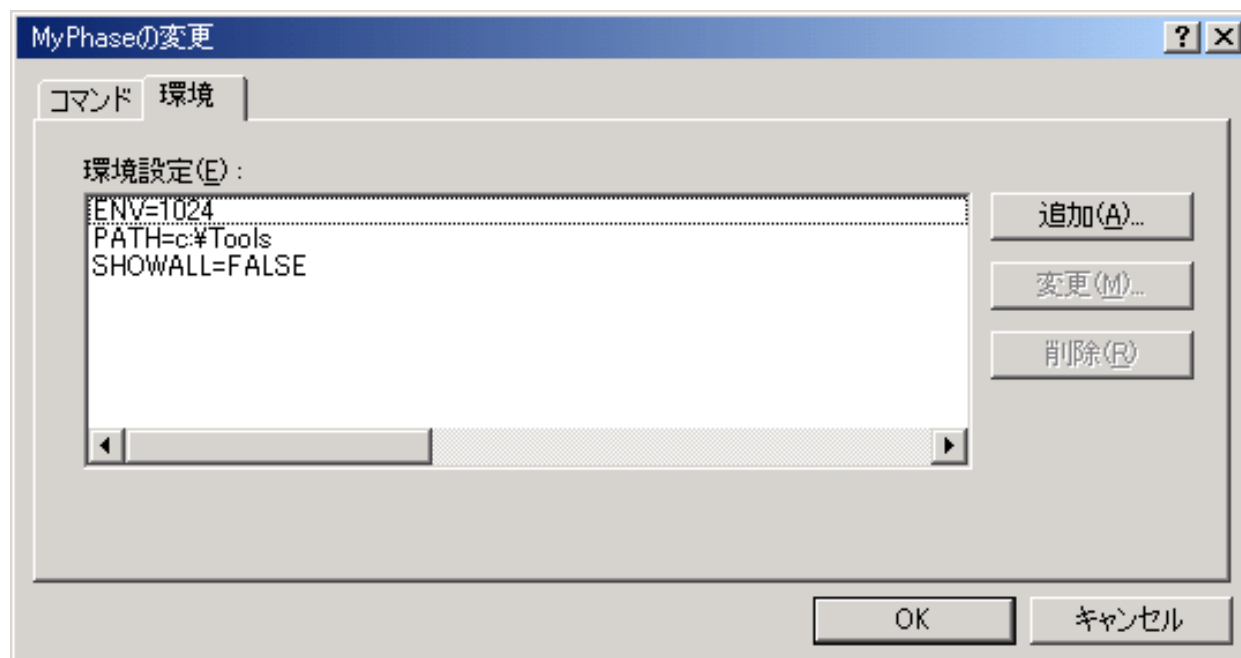 MyPhaseの変更
コマンド 環境
環境設定(E):
ENV=1024
PATH=c:¥Tools
SHOWALL=FALSE
追加(A)...
変更(M)...
削除(R)
OK キャンセル